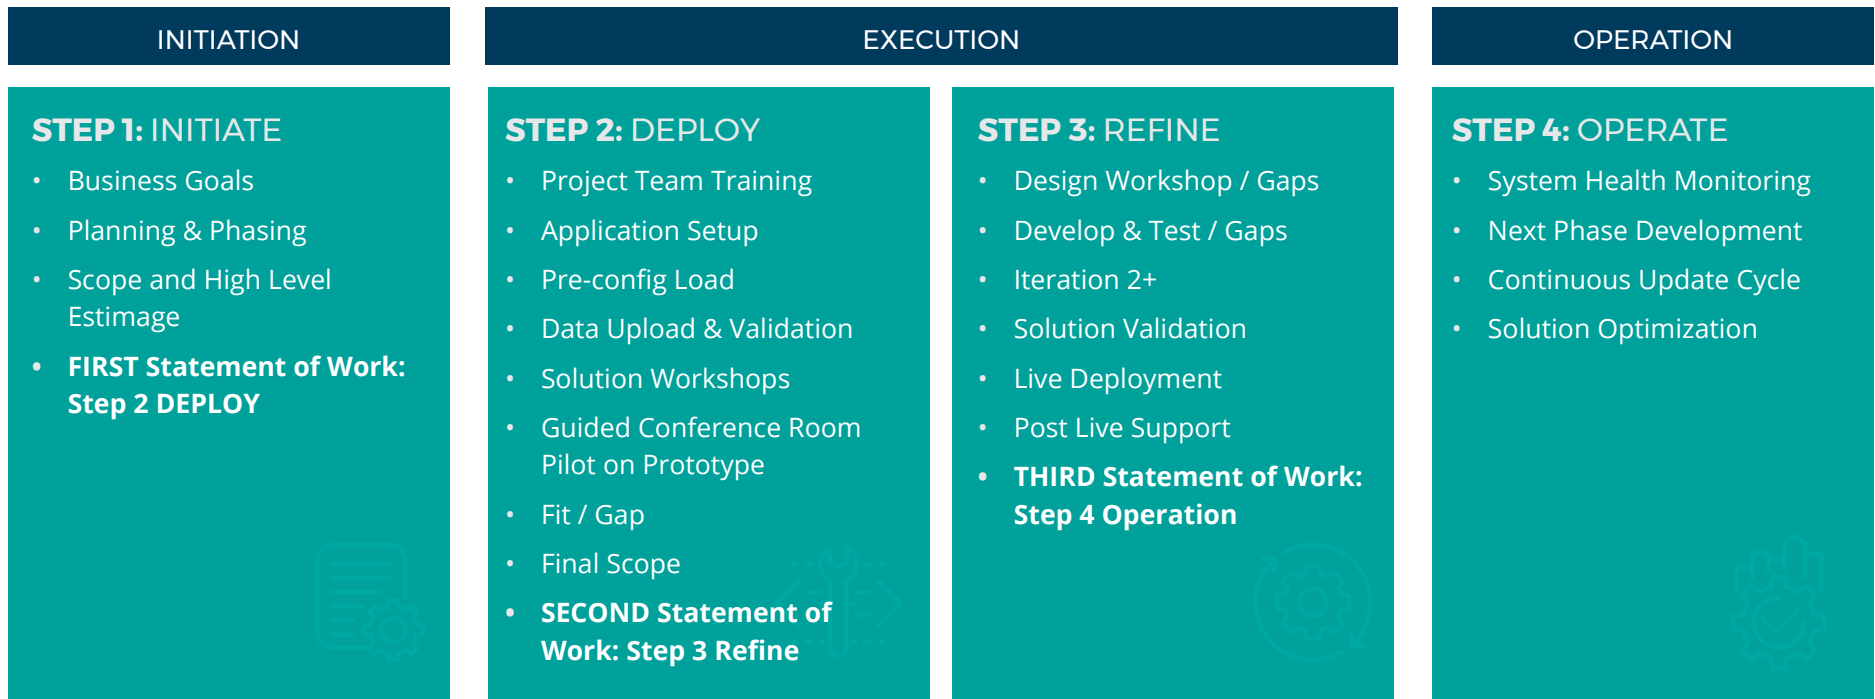 INITIATION
EXECUTION
OPERATION
STEP 1: INITIATE
• Business Goals
• Planning & Phasing
• Scope and High Level
Estimage
• FIRST Statement of Work:
Step 2 DEPLOY
STEP 2: DEPLOY
• Project Team Training
• Application Setup
• Pre-config Load
• Data Upload & Validation
• Solution Workshops
• Guided Conference Room
Pilot on Prototype
• Fit / Gap
• Final Scope
• SECOND Statement of
Work: Step 3 Refine
STEP 3: REFINE
• Design Workshop / Gaps
• Develop & Test / Gaps
• Iteration 2+
• Solution Validation
• Live Deployment
• Post Live Support
• THIRD Statement of Work:
Step 4 Operation
STEP 4: OPERATE
• System Health Monitoring
• Next Phase Development
• Continuous Update Cycle
• Solution Optimization